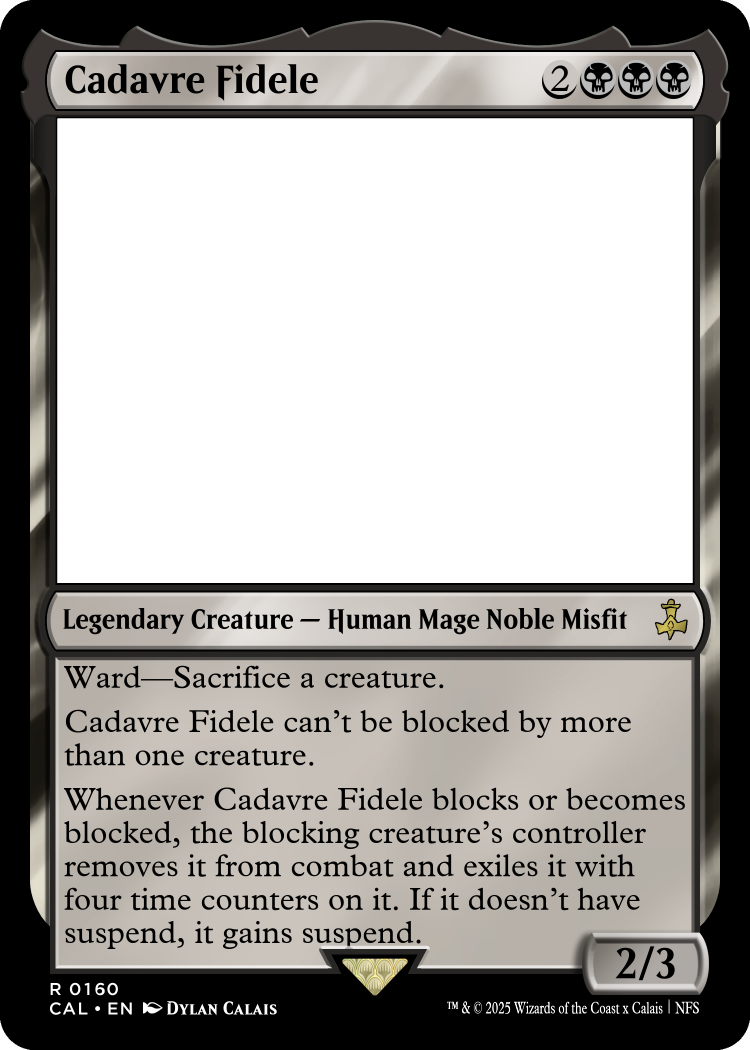 Cadavre Fidele 2
Legendary Creature — Human Mage Noble Misfit
Ward—Sacrifice a creature.
Cadavre Fidele can’t be blocked by more
than one creature.
Whenever Cadavre Fidele blocks or becomes
blocked, the blocking creature’s controller
removes it from combat and exiles it with
four time counters on it. If it doesn’t have
suspend, it gains suspend.
2/3
R 0160
CAL • EN DYLAN CALAIS
™ & © 2025 Wizards of the Coast x Calais | NFS